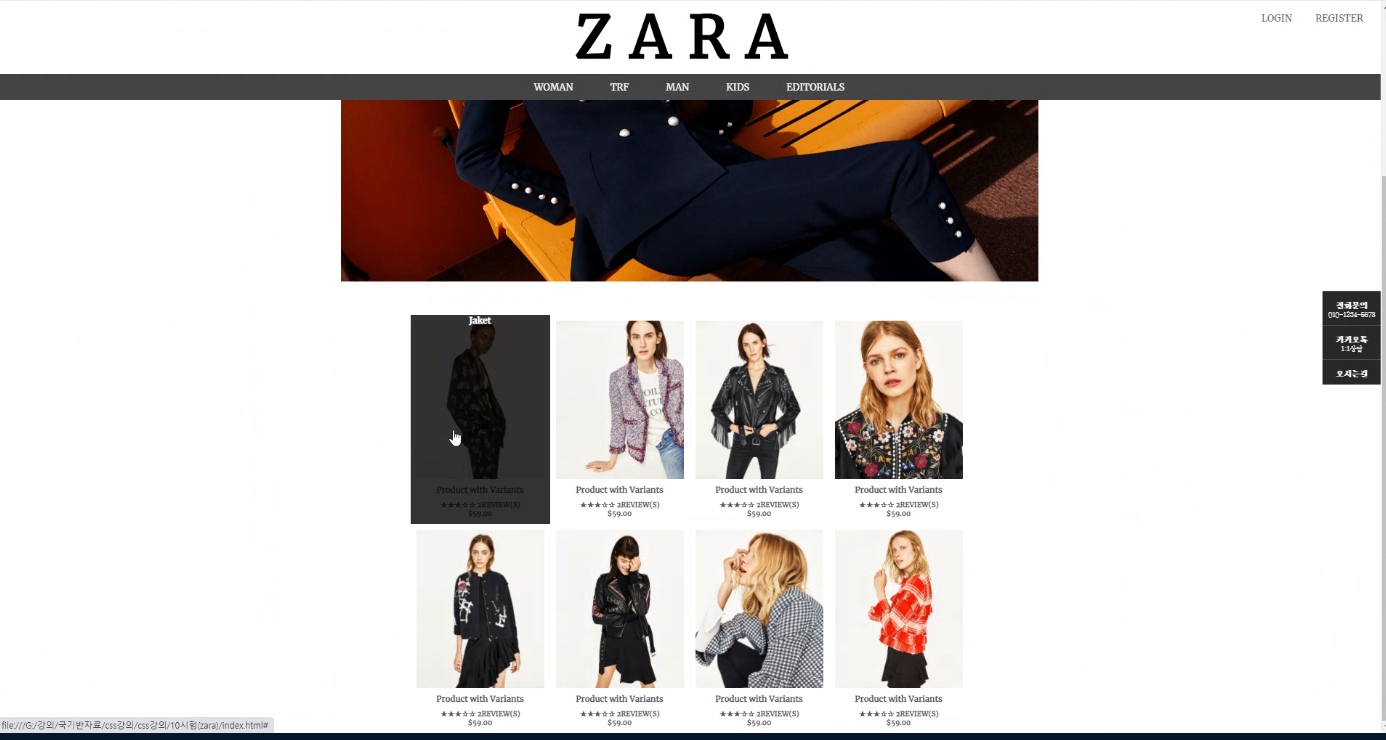 ZARA
LOGIN REGISTER
WOMAN TRF MAN KIDS EDITORIALS
전화문의
010-1234-5678
카카오톡
1:1상담
오시는길
Jaket
Product with Variants
★★★☆☆ 2REVIEW(S)
$59.00
Product with Variants
★★★☆☆ 2REVIEW(S)
$59.00
Product with Variants
★★★☆☆ 2REVIEW(S)
$59.00
Product with Variants
★★★☆☆ 2REVIEW(S)
$59.00
Product with Variants
★★★☆☆ 2REVIEW(S)
$59.00
Product with Variants
★★★☆☆ 2REVIEW(S)
$59.00
Product with Variants
★★★☆☆ 2REVIEW(S)
$59.00
Product with Variants
★★★☆☆ 2REVIEW(S)
$59.00
file:///G:/강의/국기반자료/css강의/css강의/10시험(zara)/index.html#